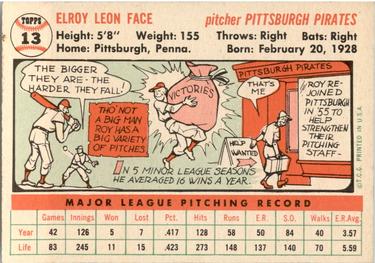 TOPPS
13
ELROY LEON FACE
pitcher PITTSBURGH PIRATES
Height: 5'8" Weight: 155 Throws: Right Bats: Right
Home: Pittsburgh, Penna. Born: February 20, 1928
THE BIGGER
THEY ARE - THE
HARDER THEY FALL!
THO' NOT A
BIG MAN
ROY HAS A
BIG VARIETY
OF PITCHES.
VICTORIES
IN 5 MINOR LEAGUE SEASONS
HE AVERAGED 16 WINS A YEAR.
PITTSBURGH PIRATES
THAT'S
ME!
HELP
WANTED
ROY RE-
JOINED
PITTSBURGH
IN '55 TO
HELP
STRENGTHEN
THEIR
PITCHING
STAFF-
© T.C.G. PRINTED IN U.S.A.
MAJOR LEAGUE PITCHING RECORD
Games Innings Won Lost Pct. Hits Runs E.R. S.O. Walks E.R.Avg.
Year 42 126 5 7 .417 128 58 50 84 40 3.57
Life 83 245 11 15 .423 273 148 137 140 70 5.59